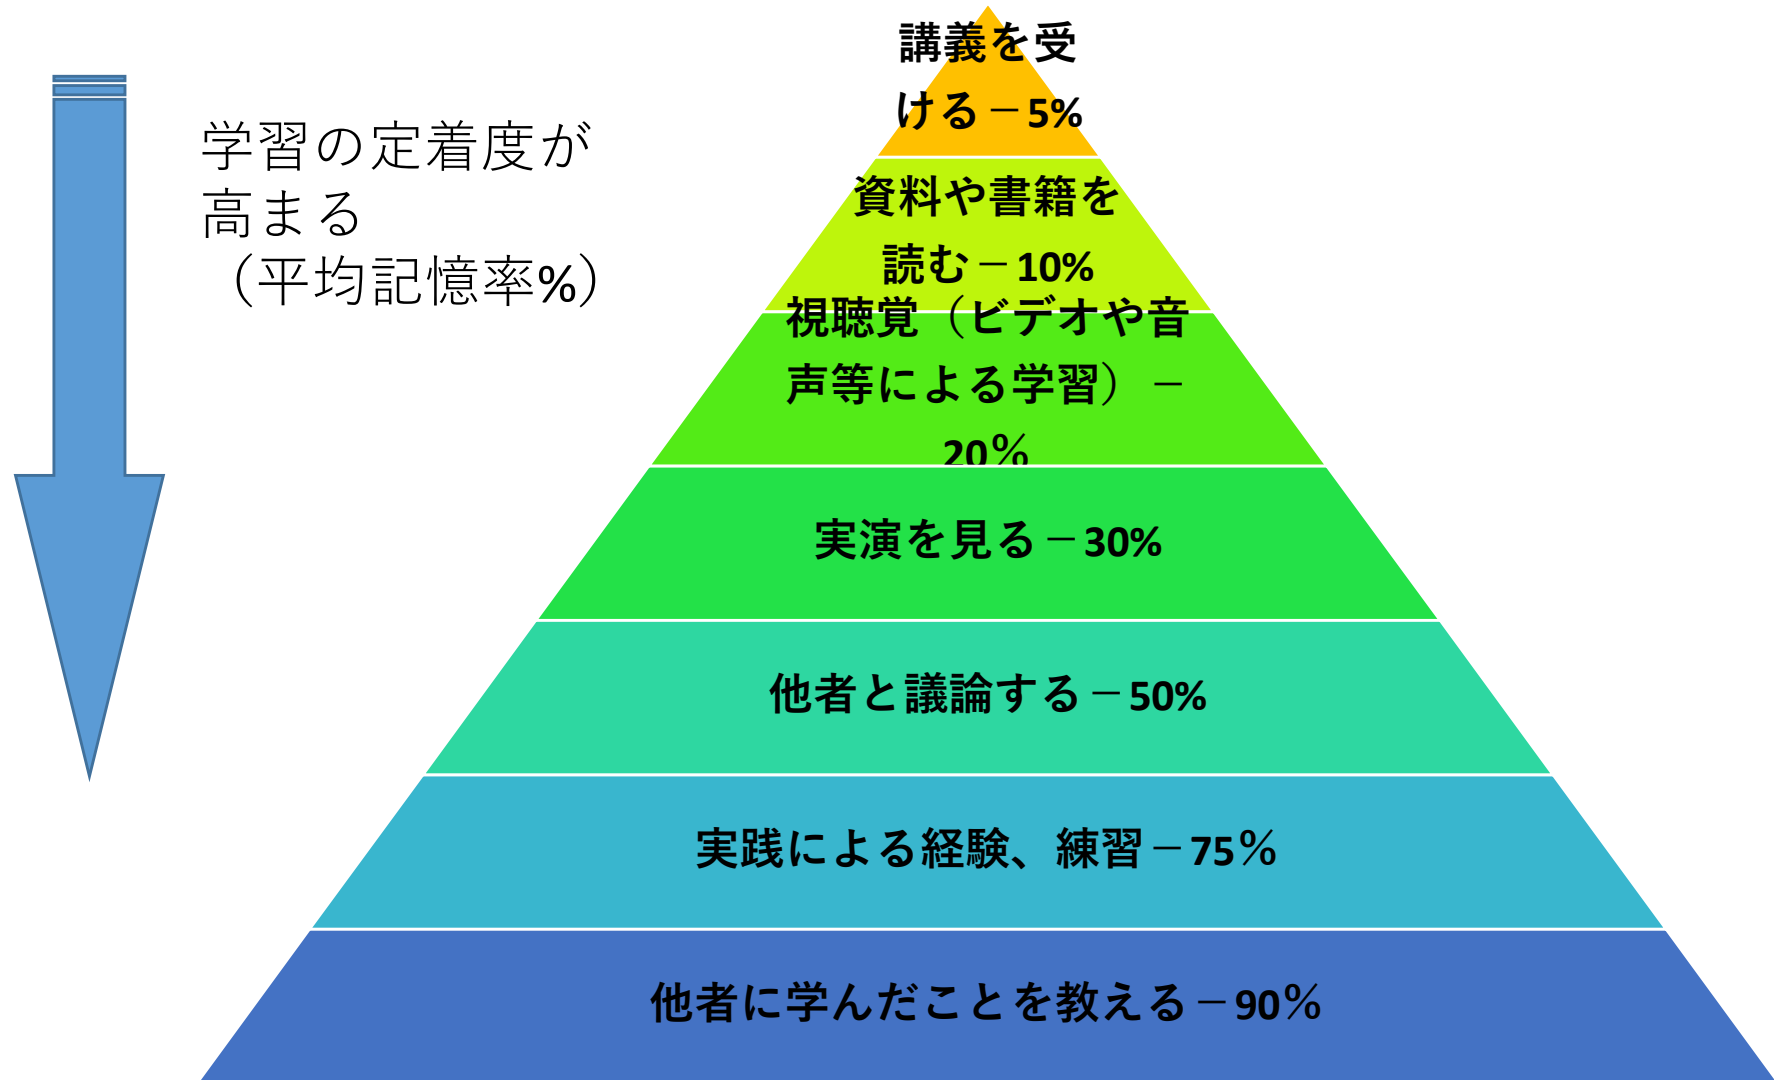 学習の定着度が
高まる
（平均記憶率%）
講義を受
ける－5%
資料や書籍を
読む－10%
視聴覚（ビデオや音
声等による学習）－
20％
実演を見る－30%
他者と議論する－50%
実践による経験、練習－75％
他者に学んだことを教える－90％